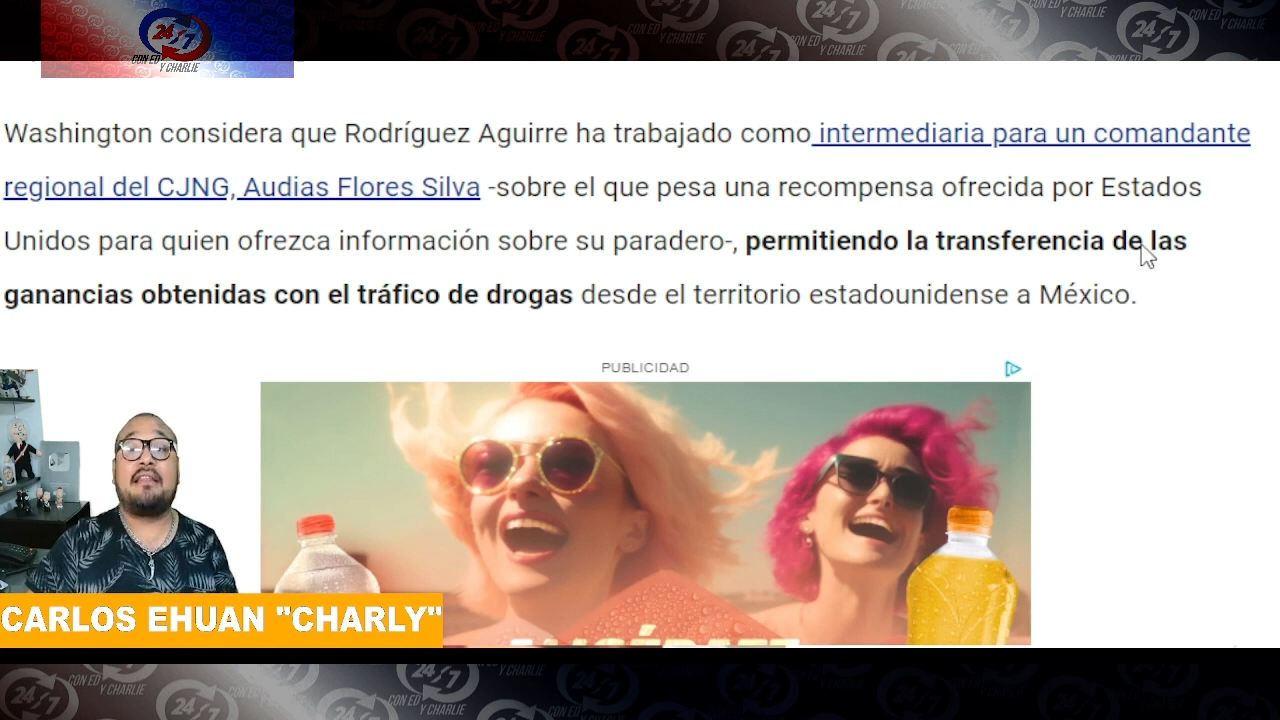 24/7
CON ED
Y CHARLIE
Washington considera que Rodríguez Aguirre ha trabajado como intermediaria para un comandante
regional del CJNG, Audias Flores Silva -sobre el que pesa una recompensa ofrecida por Estados
Unidos para quien ofrezca información sobre su paradero-, permitiendo la transferencia de las
ganancias obtenidas con el tráfico de drogas desde el territorio estadounidense a México.
PUBLICIDAD
CARLOS EHUAN "CHARLY"